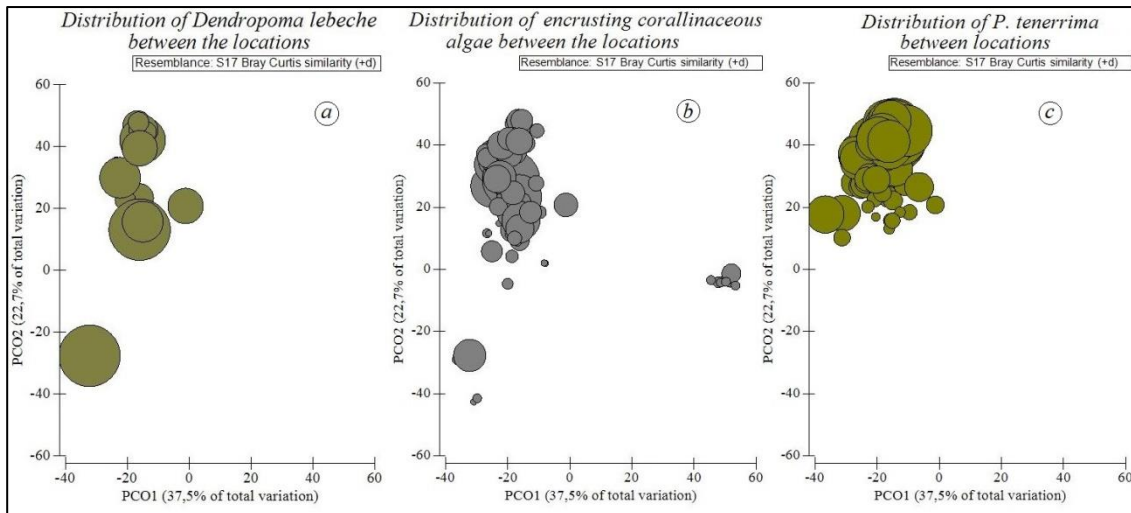 Distribution of Dendropoma lebeche
between the locations
Resemblance: S17 Bray Curtis similarity (+d)
a
60
40
20
0
-20
-40
-60
PCO2 (22,7% of total variation)
-40
-20
0
20
40
60
PCO1 (37,5% of total variation)
Distribution of encrusting corallinaceous
algae between the locations
Resemblance: S17 Bray Curtis similarity (+d)
b
60
40
20
0
-20
-40
-60
PCO2 (22,7% of total variation)
-40
-20
0
20
40
60
PCO1 (37,5% of total variation)
Distribution of P. tenerrima
between locations
Resemblance: S17 Bray Curtis similarity (+d)
c
60
40
20
0
-20
-40
-60
PCO2 (22,7% of total variation)
-40
-20
0
20
40
60
PCO1 (37,5% of total variation)